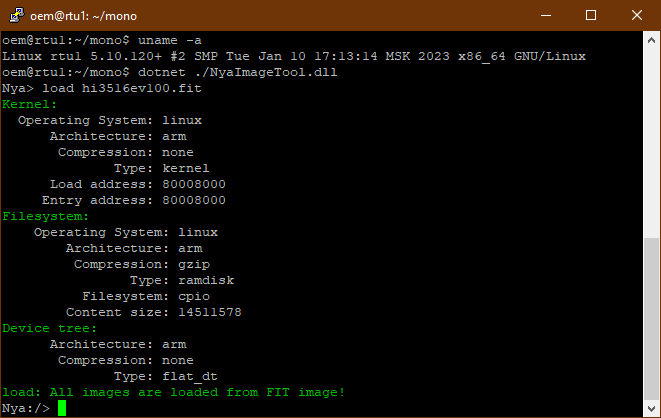 oem@rtu1: ~/mono
oem@rtu1:~/mono$ uname -a
Linux rtu1 5.10.120+ #2 SMP Tue Jan 10 17:13:14 MSK 2023 x86_64 GNU/Linux
oem@rtu1:~/mono$ dotnet ./NyaImageTool.dll
Nya> load hi3516ev100.fit
Kernel:
Operating System: linux
Architecture: arm
Compression: none
Type: kernel
Load address: 80008000
Entry address: 80008000
Filesystem:
Operating System: linux
Architecture: arm
Compression: gzip
Type: ramdisk
Filesystem: cpio
Content size: 14511578
Device tree:
Architecture: arm
Compression: none
Type: flat_dt
load: All images are loaded from FIT image!
Nya:/>